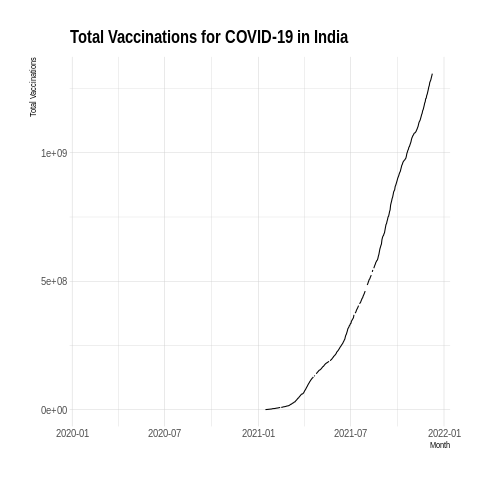 Total Vaccinations for COVID-19 in India
Total Vaccinations
1e+09
5e+08
0e+00
2020-01 2020-07 2021-01 2021-07 2022-01
Month